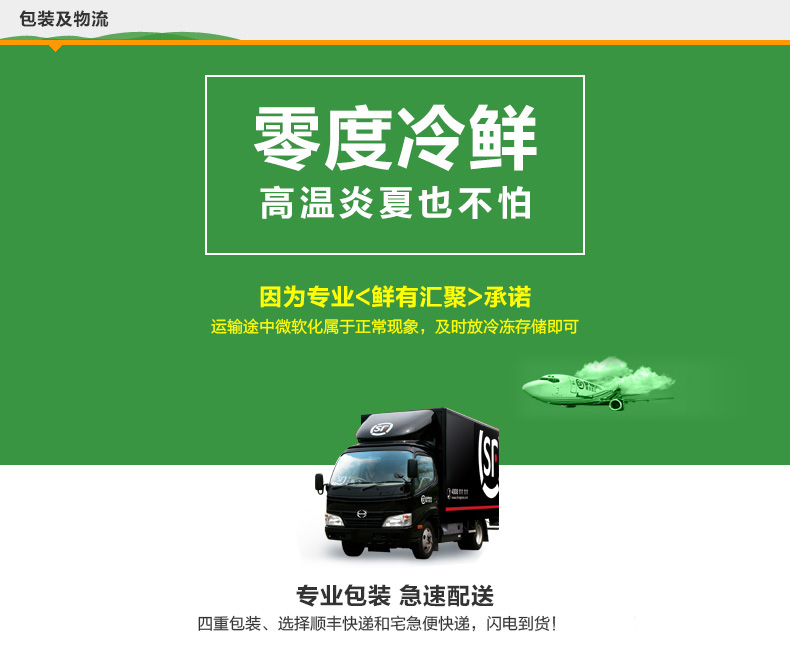 包装及物流
零度冷鲜
高温炎夏也不怕
因为专业<鲜有汇聚>承诺
运输途中微软化属于正常现象，及时放冷冻存储即可
SF
SF
专业包装 急速配送
四重包装、选择顺丰快递和宅急便快递，闪电到货！